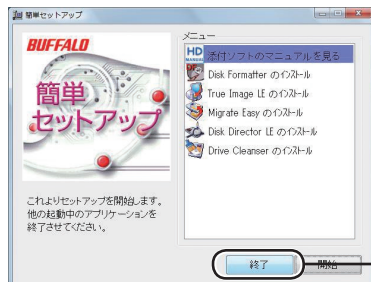 簡単セットアップ
BUFFALO
簡単
セットアップ
これよりセットアップを開始します。
他の起動中のアプリケーションを
終了させてください。
メニュー
HD
MANUAL
添付ソフトのマニュアルを見る
Disk Formatter のインストール
True Image LE のインストール
Migrate Easy のインストール
Disk Director LE のインストール
Drive Cleanser のインストール
終了
開始